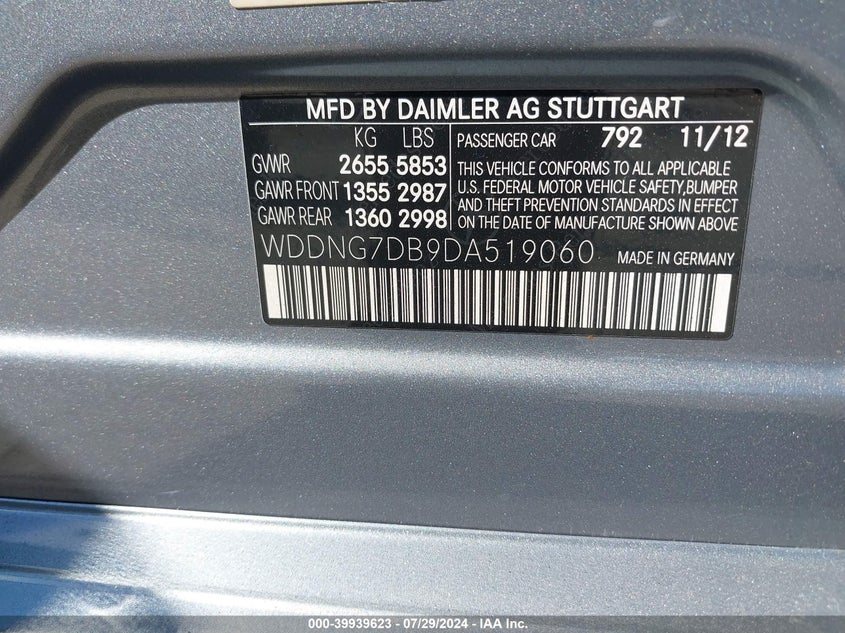 MFD BY DAIMLER AG STUTTGART
KG LBS
GVWR 2655 5853
GAWR FRONT 1355 2987
GAWR REAR 1360 2998
PASSENGER CAR 792 11/12
THIS VEHICLE CONFORMS TO ALL APPLICABLE
U.S. FEDERAL MOTOR VEHICLE SAFETY,BUMPER
AND THEFT PREVENTION STANDARDS IN EFFECT
ON THE DATE OF MANUFACTURE SHOWN ABOVE
WDDNG7DB9DA519060 MADE IN GERMANY
000-39939623 / 07/29/2024 - © IAA Inc.